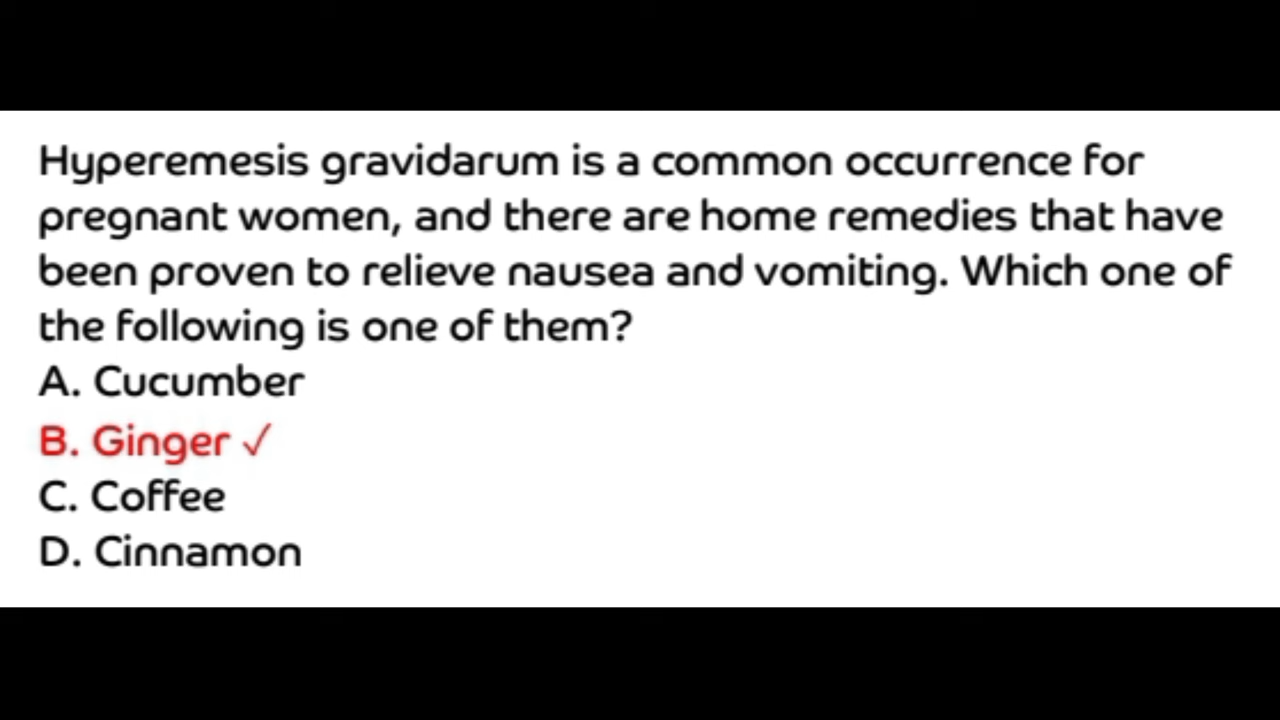 Hyperemesis gravidarum is a common occurrence for
pregnant women, and there are home remedies that have
been proven to relieve nausea and vomiting. Which one of
the following is one of them?
A. Cucumber
B. Ginger ✓
C. Coffee
D. Cinnamon